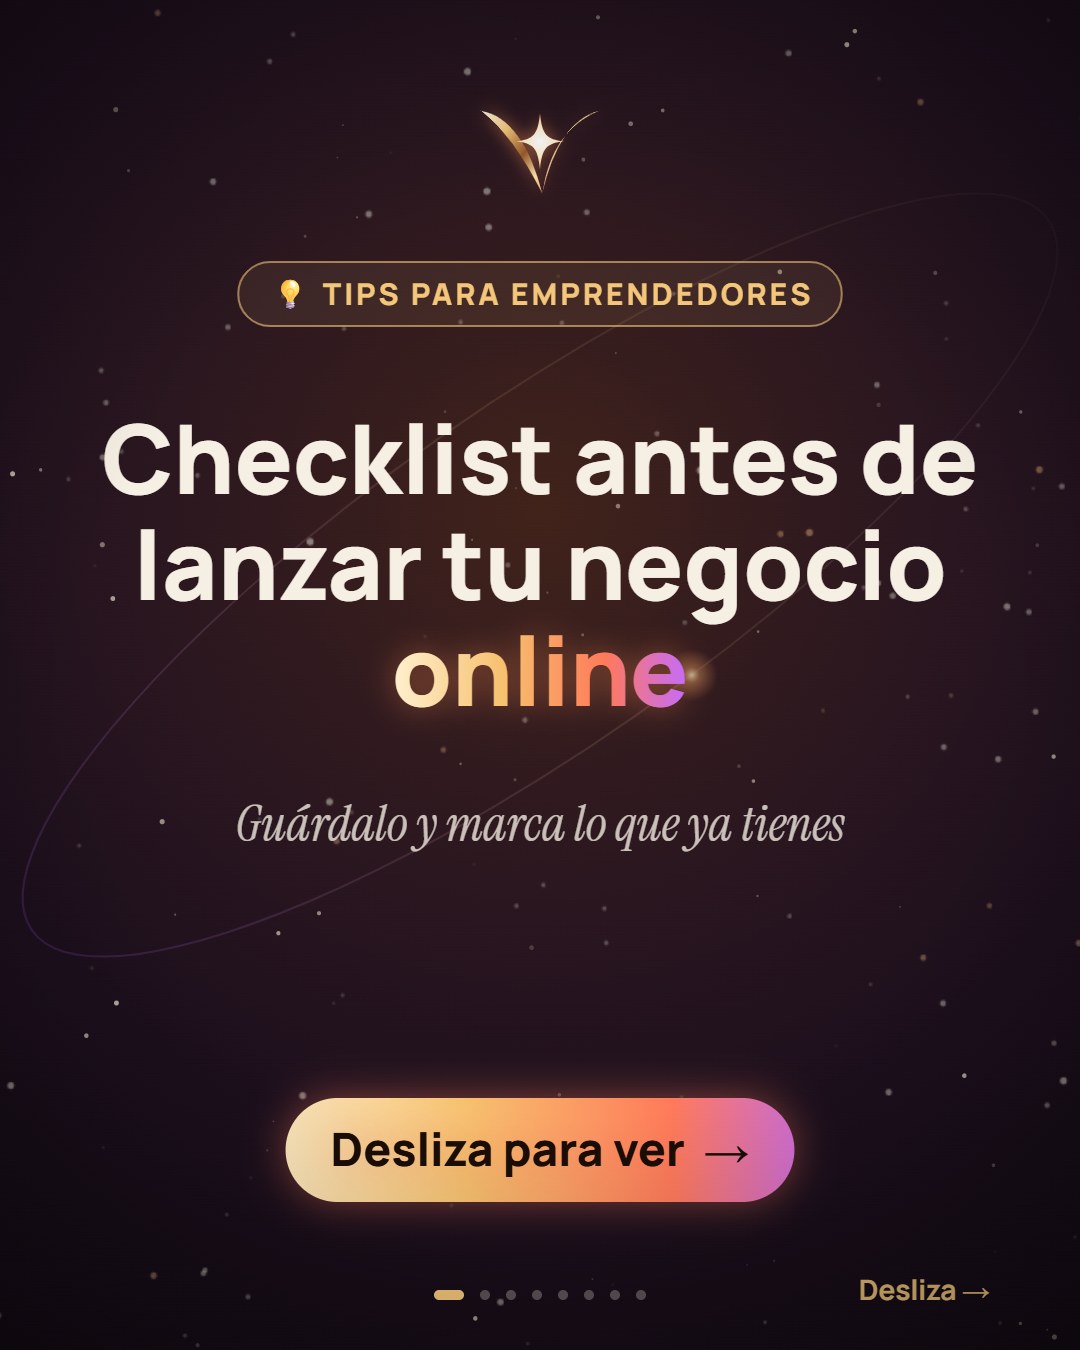 💡 TIPS PARA EMPRENDEDORES
Checklist antes de
lanzar tu negocio
online
Guárdalo y marca lo que ya tienes
Desliza para ver →
Desliza →